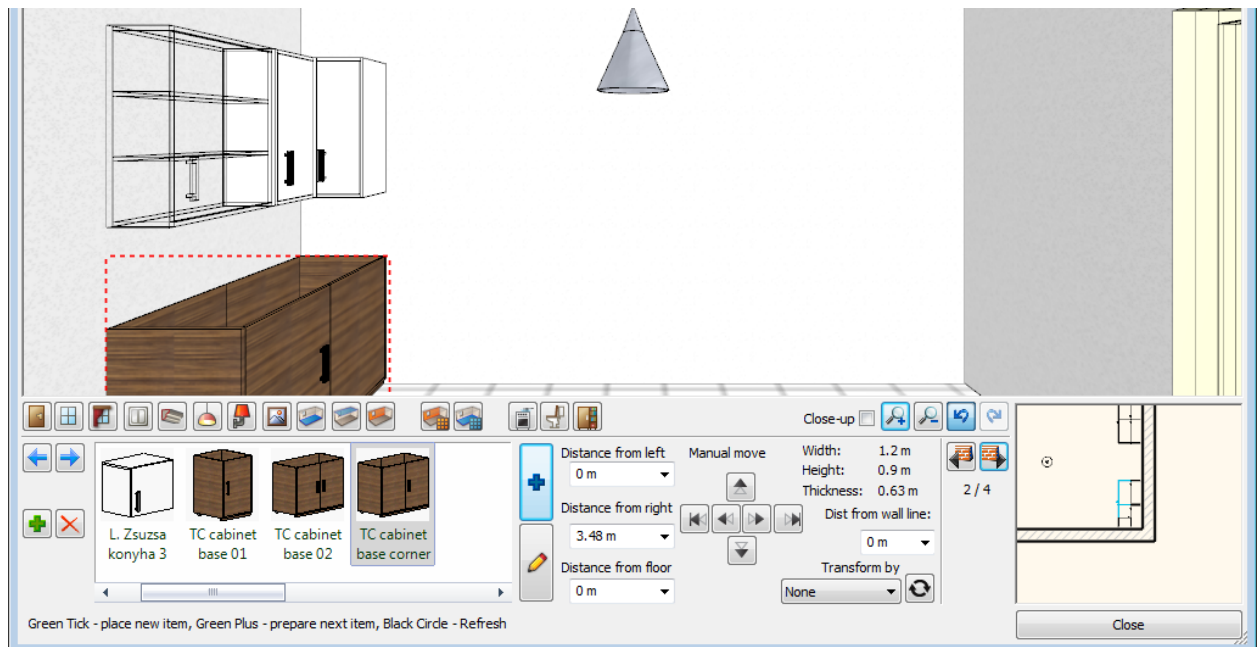 Close-up
L. Zsuzsa
konyha 3
TC cabinet
base 01
TC cabinet
base 02
TC cabinet
base corner
Distance from left
0 m
Distance from right
3.48 m
Distance from floor
0 m
Manual move
Width: 1.2 m
Height: 0.9 m
Thickness: 0.63 m
Dist from wall line:
0 m
Transform by
None
2 / 4
Green Tick - place new item, Green Plus - prepare next item, Black Circle - Refresh
Close